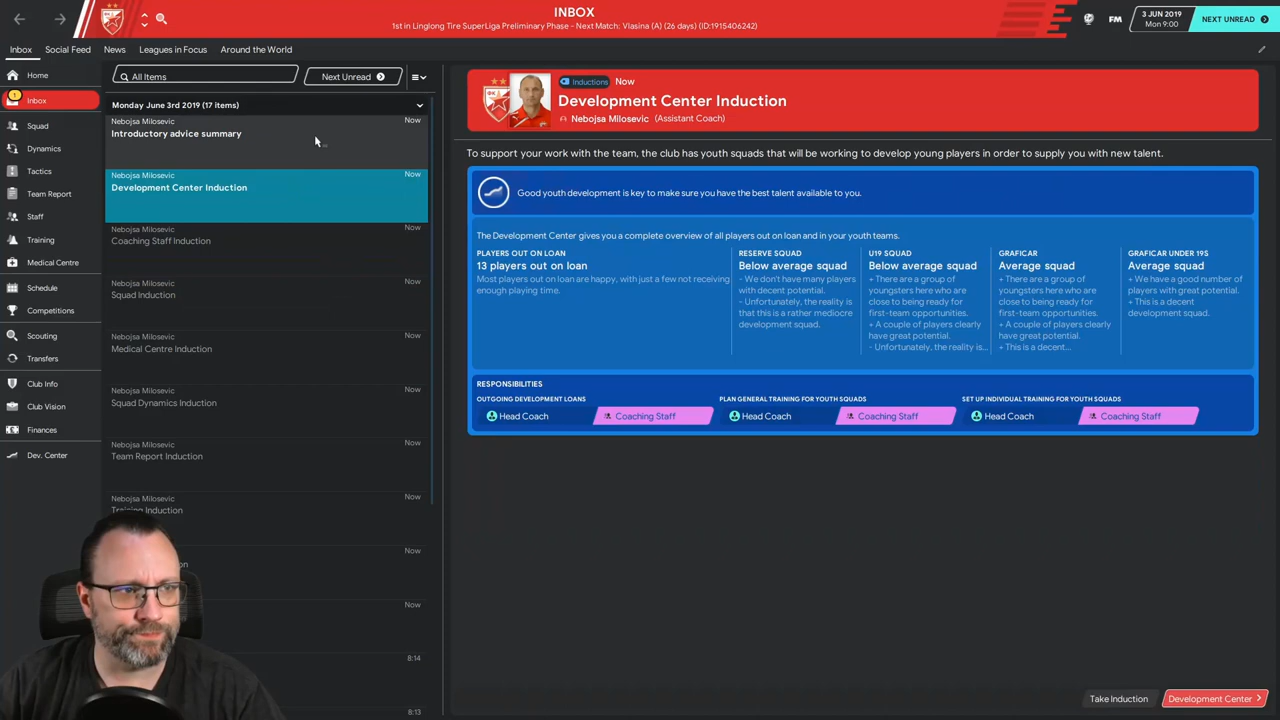 INBOX
1st in Linglong Tire SuperLiga Preliminary Phase - Next Match: Vlasina (A) (26 days) (ID:1915406242)
FM
3 JUN 2019
Mon 9:00
NEXT UNREAD
Inbox
Social Feed
News
Leagues in Focus
Around the World
Home
1
Inbox
Squad
Dynamics
Tactics
Team Report
Staff
Training
Medical Centre
Schedule
Competitions
Scouting
Transfers
Club Info
Club Vision
Finances
Dev. Center
All Items
Next Unread
Monday June 3rd 2019 (17 items)
Nebojsa Milosevic
Now
Introductory advice summary
Nebojsa Milosevic
Now
Development Center Induction
Nebojsa Milosevic
Now
Coaching Staff Induction
Nebojsa Milosevic
Now
Squad Induction
Nebojsa Milosevic
Now
Medical Centre Induction
Nebojsa Milosevic
Now
Squad Dynamics Induction
Nebojsa Milosevic
Now
Team Report Induction
Nebojsa Milosevic
Now
Training Induction
Now
Now
8:14
8:13
Inductions
Now
Development Center Induction
Nebojsa Milosevic (Assistant Coach)
To support your work with the team, the club has youth squads that will be working to develop young players in order to supply you with new talent.
Good youth development is key to make sure you have the best talent available to you.
The Development Center gives you a complete overview of all players out on loan and in your youth teams.
PLAYERS OUT ON LOAN
13 players out on loan
Most players out on loan are happy, with just a few not receiving
enough playing time.
RESERVE SQUAD
Below average squad
- We don't have many players
with decent potential.
- Unfortunately, the reality is
that this is a rather mediocre
development squad.
U19 SQUAD
Below average squad
+ There are a group of
youngsters here who are
close to being ready for
first-team opportunities.
+ A couple of players clearly
have great potential.
- Unfortunately, the reality is...
GRAFICAR
Average squad
+ There are a group of
youngsters here who are
close to being ready for
first-team opportunities.
+ A couple of players clearly
have great potential.
+ This is a decent...
GRAFICAR UNDER 19S
Average squad
+ We have a good number of
players with great potential.
+ This is a decent
development squad.
RESPONSIBILITIES
OUTGOING DEVELOPMENT LOANS
Head Coach
Coaching Staff
PLAN GENERAL TRAINING FOR YOUTH SQUADS
Head Coach
Coaching Staff
SET UP INDIVIDUAL TRAINING FOR YOUTH SQUADS
Head Coach
Coaching Staff
Take Induction
Development Center